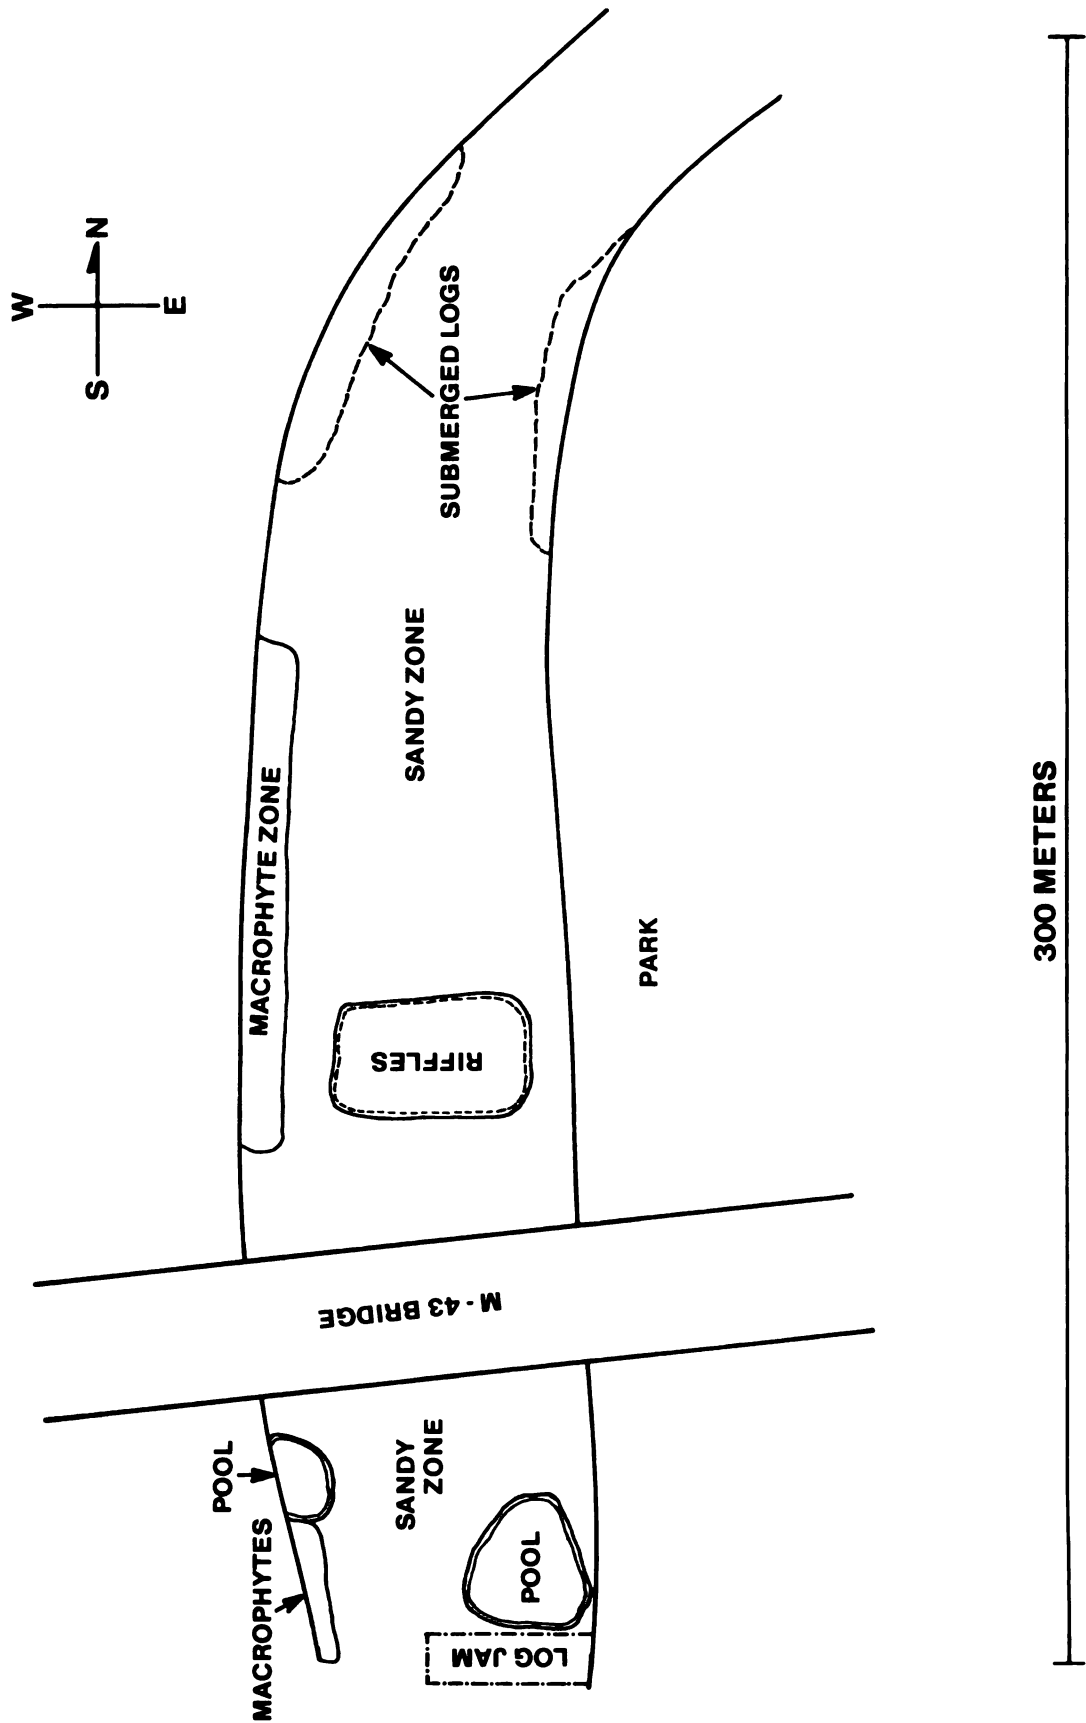 W
S
N
E
SUBMERGED LOGS
SANDY ZONE
MACROPHYTE ZONE
RIFFLES
PARK
300 METERS
M-43 BRIDGE
POOL
SANDY
ZONE
MACROPHYTES
POOL
LOG JAM